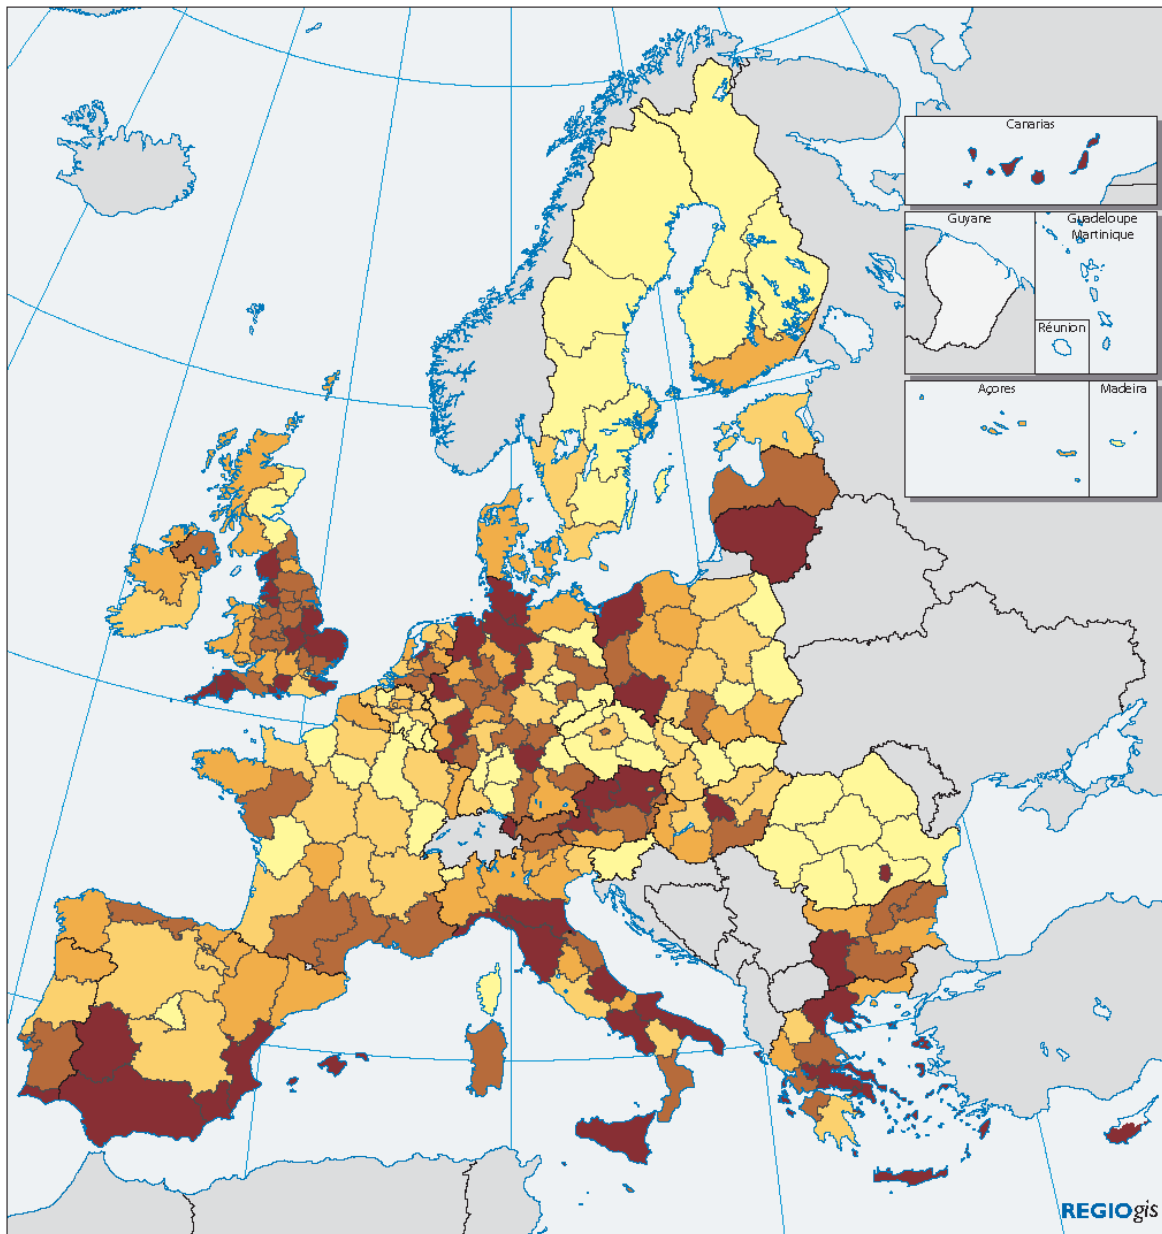 Canarias
Guyane
Guadeloupe
Martinique
Réunion
Açores
Madeira
REGIOgis